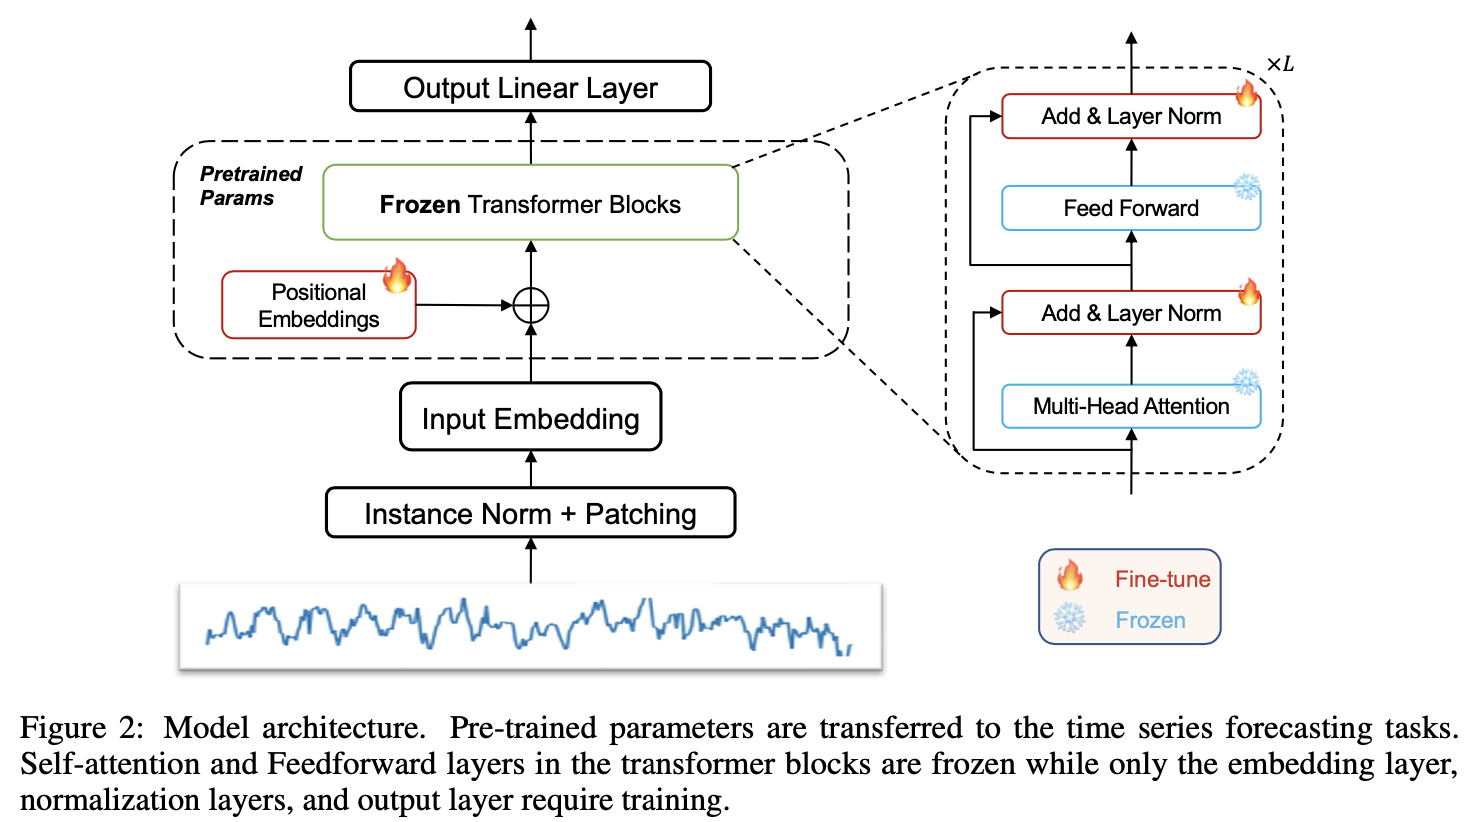 Output Linear Layer
Pretrained
Params
Frozen Transformer Blocks
Positional
Embeddings
Input Embedding
Instance Norm + Patching
×L
Add & Layer Norm
Feed Forward
Add & Layer Norm
Multi-Head Attention
Fine-tune
Frozen
Figure 2: Model architecture. Pre-trained parameters are transferred to the time series forecasting tasks.
Self-attention and Feedforward layers in the transformer blocks are frozen while only the embedding layer,
normalization layers, and output layer require training.